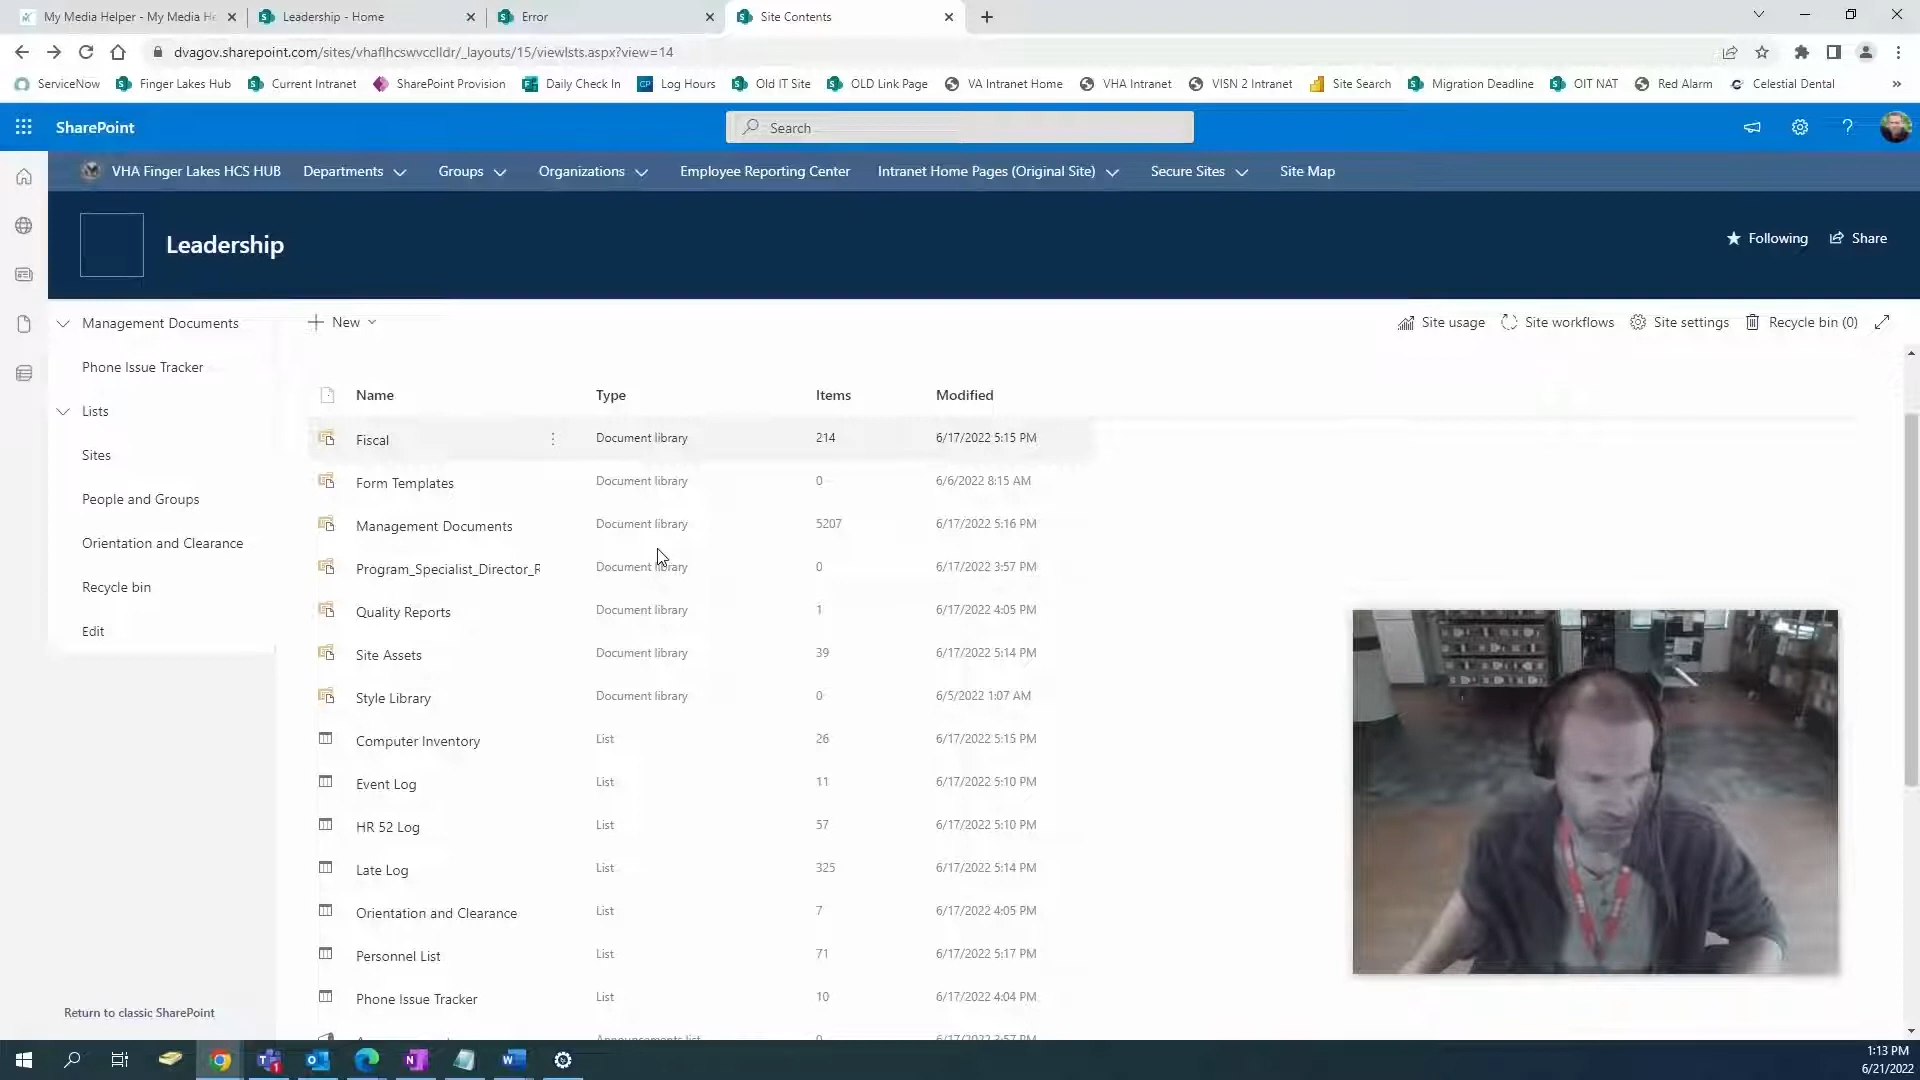 My Media Helper - My Media He
Leadership - Home
Error
Site Contents
dvagov.sharepoint.com/sites/vhaflhcswvcclldr/_layouts/15/viewlsts.aspx?view=14
ServiceNow
Finger Lakes Hub
Current Intranet
SharePoint Provision
Daily Check In
CP
Log Hours
Old IT Site
OLD Link Page
VA Intranet Home
VHA Intranet
VISN 2 Intranet
Site Search
Migration Deadline
OIT NAT
Red Alarm
Celestial Dental
SharePoint
Search
VHA Finger Lakes HCS HUB
Departments
Groups
Organizations
Employee Reporting Center
Intranet Home Pages (Original Site)
Secure Sites
Site Map
Leadership
Following
Share
Management Documents
Phone Issue Tracker
Lists
Sites
People and Groups
Orientation and Clearance
Recycle bin
Edit
Return to classic SharePoint
New
Site usage
Site workflows
Site settings
Recycle bin (0)
Name Type Items Modified
Fiscal Document library 214 6/17/2022 5:15 PM
Form Templates Document library 0 6/6/2022 8:15 AM
Management Documents Document library 5207 6/17/2022 5:16 PM
Program_Specialist_Director_R Document library 0 6/17/2022 3:57 PM
Quality Reports Document library 1 6/17/2022 4:05 PM
Site Assets Document library 39 6/17/2022 5:14 PM
Style Library Document library 0 6/5/2022 1:07 AM
Computer Inventory List 26 6/17/2022 5:15 PM
Event Log List 11 6/17/2022 5:10 PM
HR 52 Log List 57 6/17/2022 5:10 PM
Late Log List 325 6/17/2022 5:14 PM
Orientation and Clearance List 7 6/17/2022 4:05 PM
Personnel List List 71 6/17/2022 5:17 PM
Phone Issue Tracker List 10 6/17/2022 4:04 PM
1:13 PM
6/21/2022